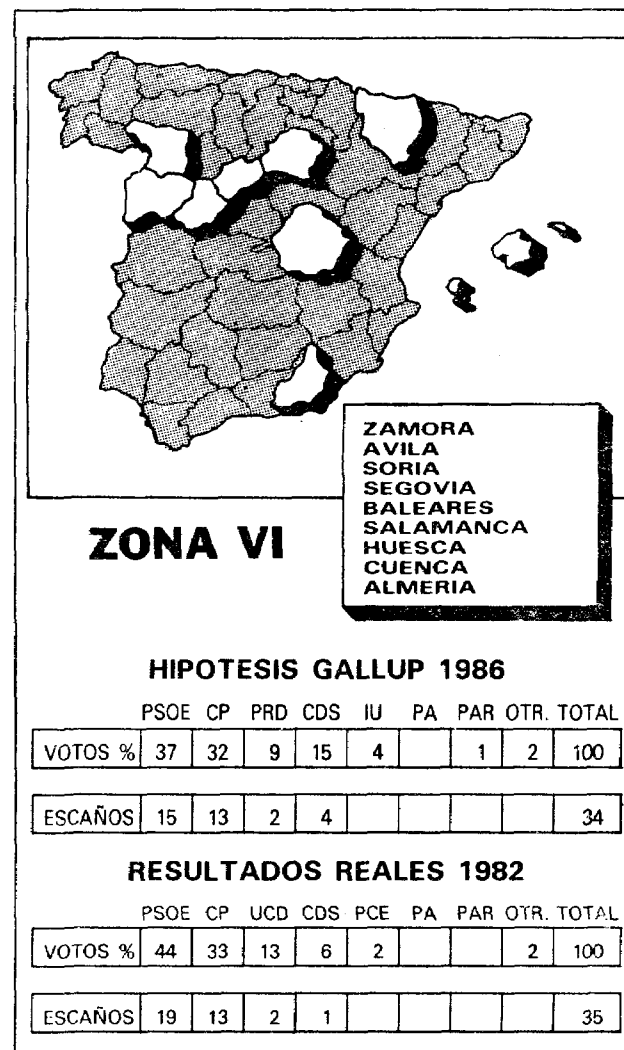 ZAMORA
AVILA
SORIA
SEGOVIA
BALEARES
SALAMANCA
HUESCA
CUENCA
ALMERIA
ZONA VI
HIPOTESIS GALLUP 1986
PSOE CP PRD CDS IU PA PAR OTR. TOTAL
VOTOS % 37 32 9 15 4 1 2 100
ESCAÑOS 15 13 2 4 34
RESULTADOS REALES 1982
PSOE CP UCD CDS PCE PA PAR OTR. TOTAL
VOTOS % 44 33 13 6 2 2 100
ESCAÑOS 19 13 2 1 35